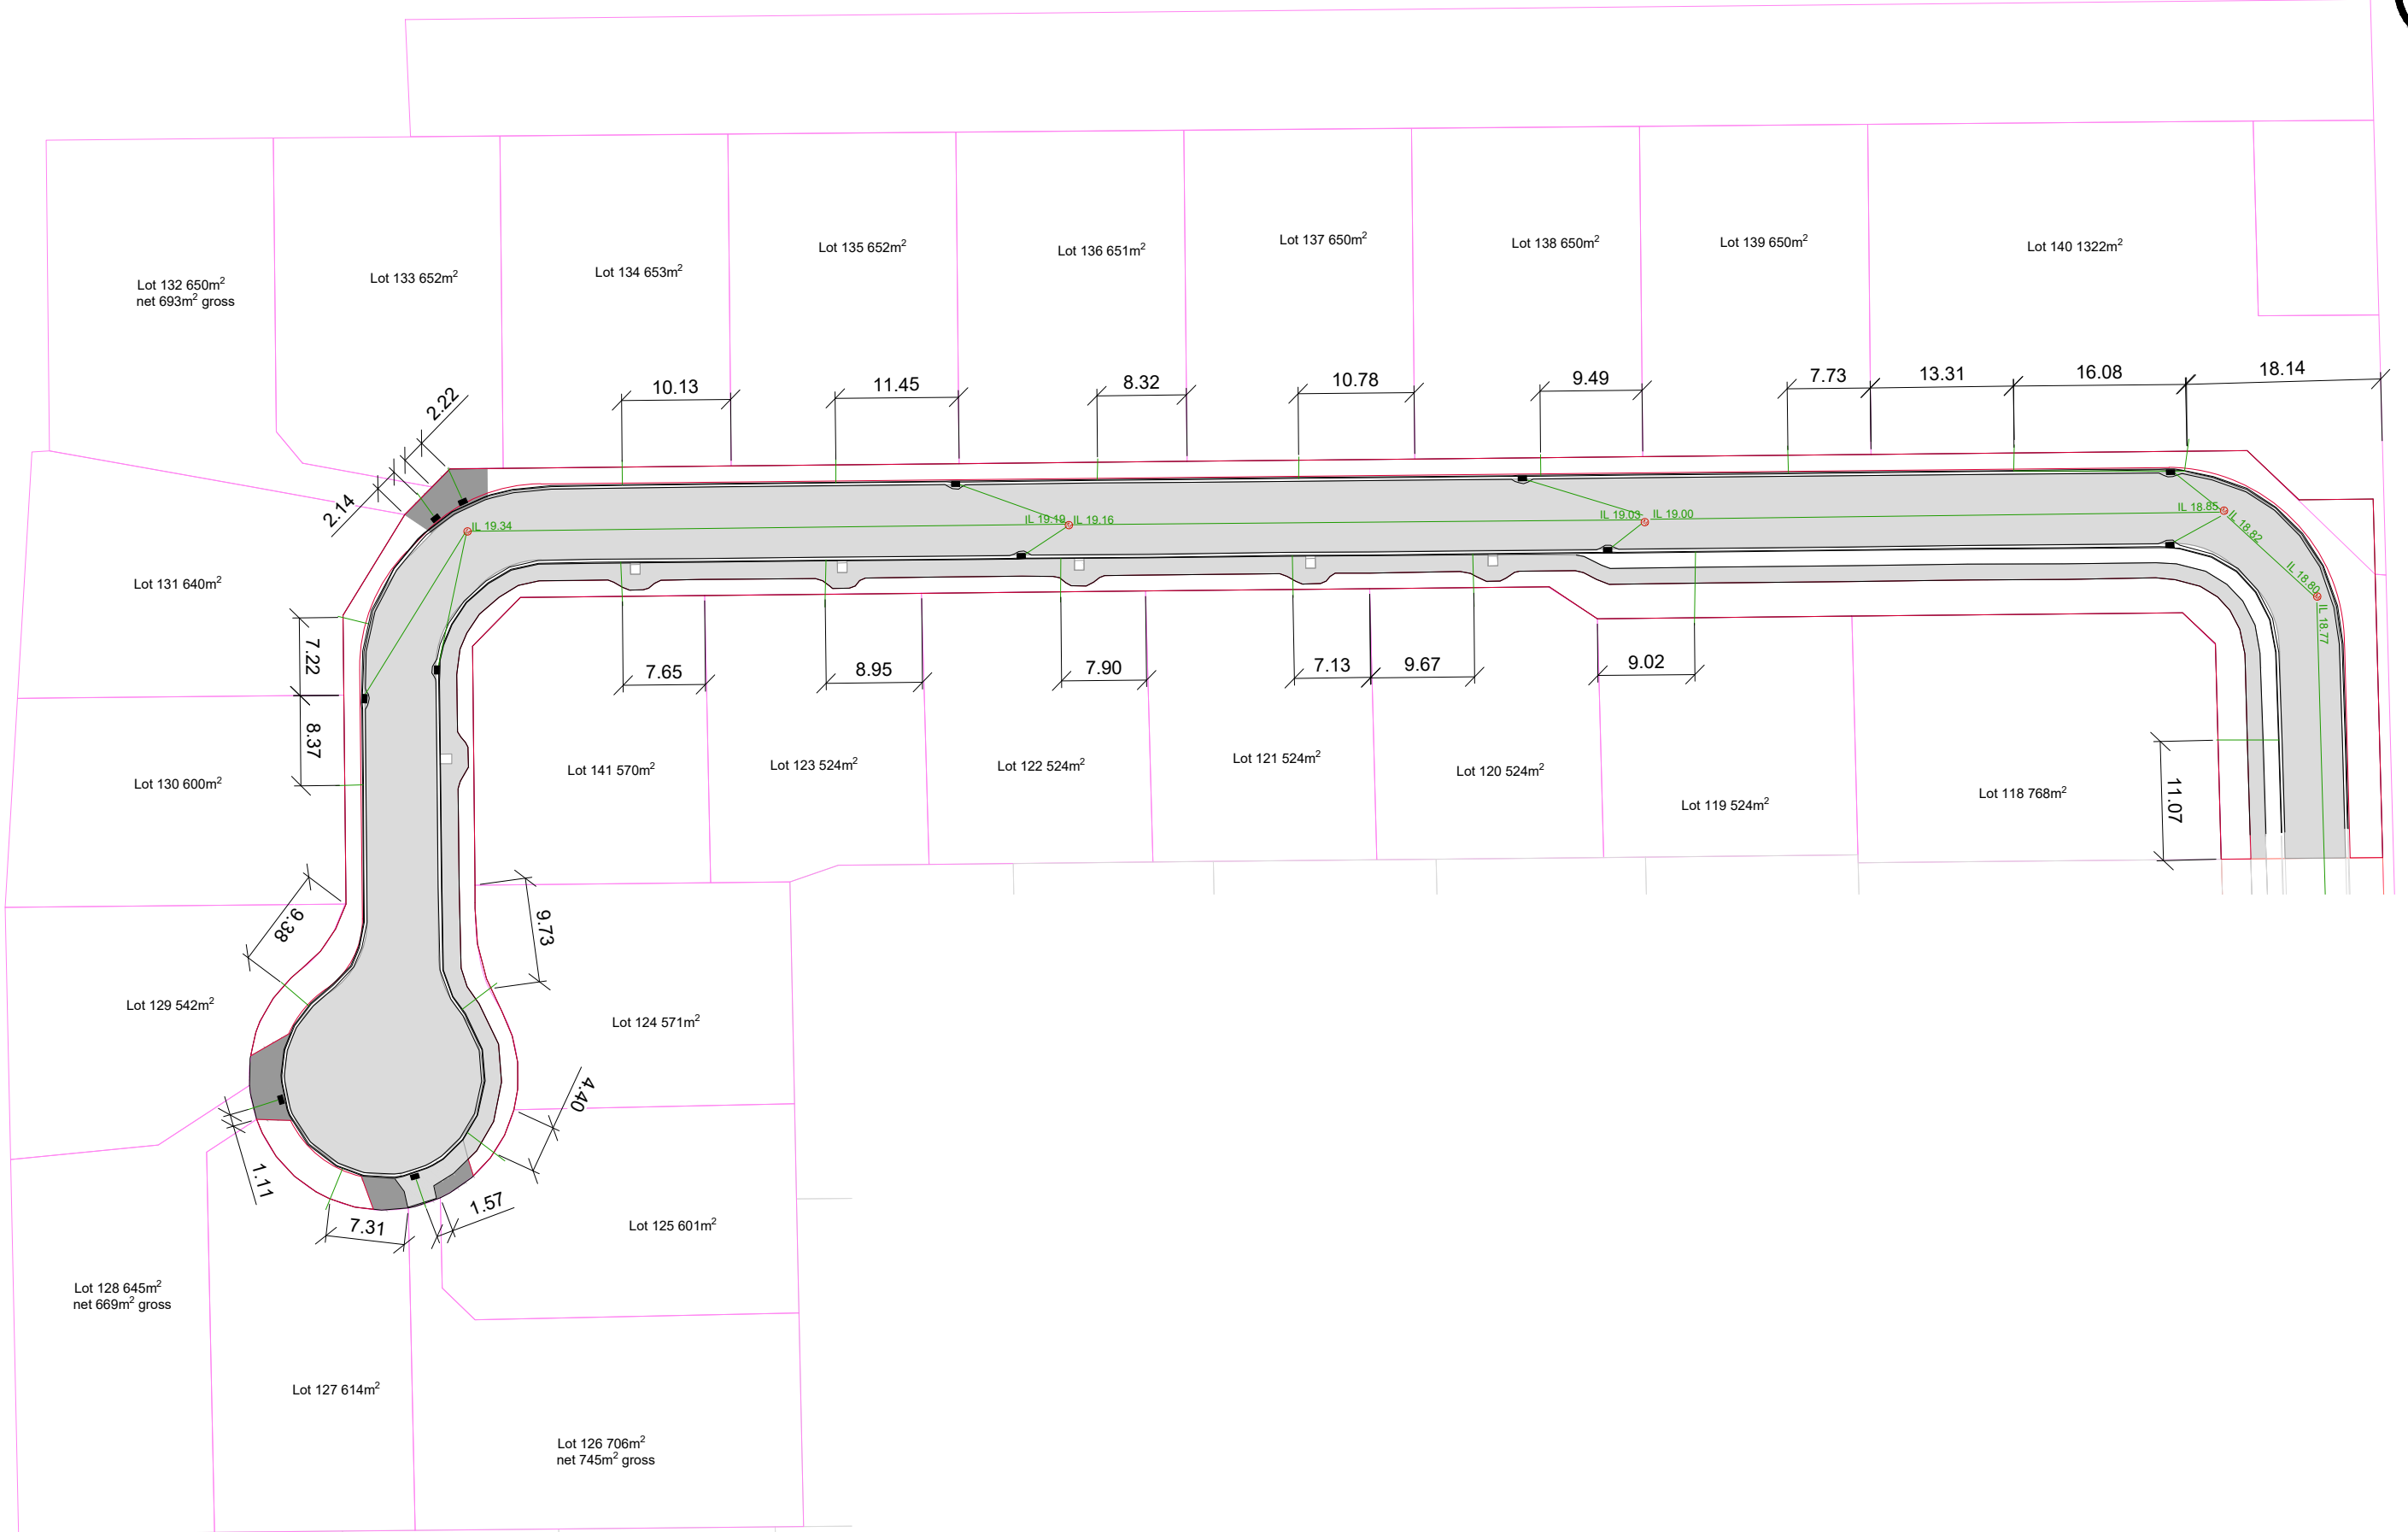 Lot 132 650m²
net 693m² gross
Lot 133 652m²
Lot 134 653m²
Lot 135 652m²
Lot 136 651m²
Lot 137 650m²
Lot 138 650m²
Lot 139 650m²
Lot 140 1322m²
2.22
10.13
11.45
8.32
10.78
9.49
7.73
13.31
16.08
18.14
2.14
IL 19.34
IL 19.19
IL 19.16
IL 19.03
IL 19.00
IL 18.85
IL 18.82
IL 18.80
IL 18.77
Lot 131 640m²
7.22
7.65
8.95
7.90
7.13
9.67
9.02
8.37
Lot 130 600m²
Lot 141 570m²
Lot 123 524m²
Lot 122 524m²
Lot 121 524m²
Lot 120 524m²
Lot 119 524m²
Lot 118 768m²
11.07
9.38
9.73
Lot 129 542m²
Lot 124 571m²
4.40
1.11
7.31
1.57
Lot 125 601m²
Lot 128 645m²
net 669m² gross
Lot 127 614m²
Lot 126 706m²
net 745m² gross